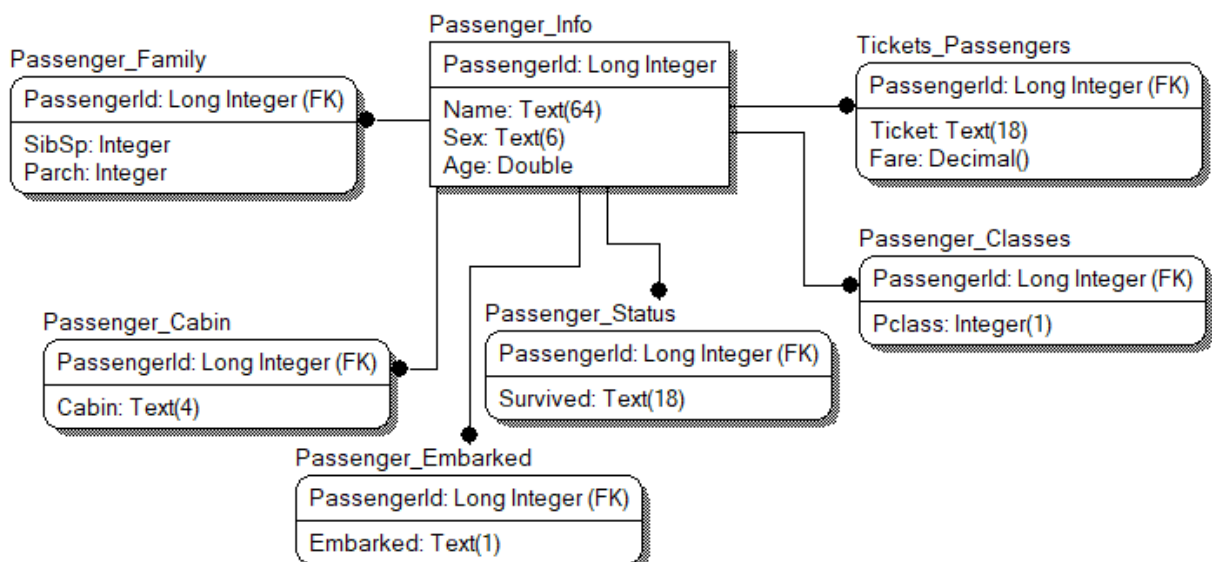 Passenger_Info
PassengerId: Long Integer
Name: Text(64)
Sex: Text(6)
Age: Double
Passenger_Family
PassengerId: Long Integer (FK)
SibSp: Integer
Parch: Integer
Tickets_Passengers
PassengerId: Long Integer (FK)
Ticket: Text(18)
Fare: Decimal()
Passenger_Classes
PassengerId: Long Integer (FK)
Pclass: Integer(1)
Passenger_Cabin
PassengerId: Long Integer (FK)
Cabin: Text(4)
Passenger_Status
PassengerId: Long Integer (FK)
Survived: Text(18)
Passenger_Embarked
PassengerId: Long Integer (FK)
Embarked: Text(1)